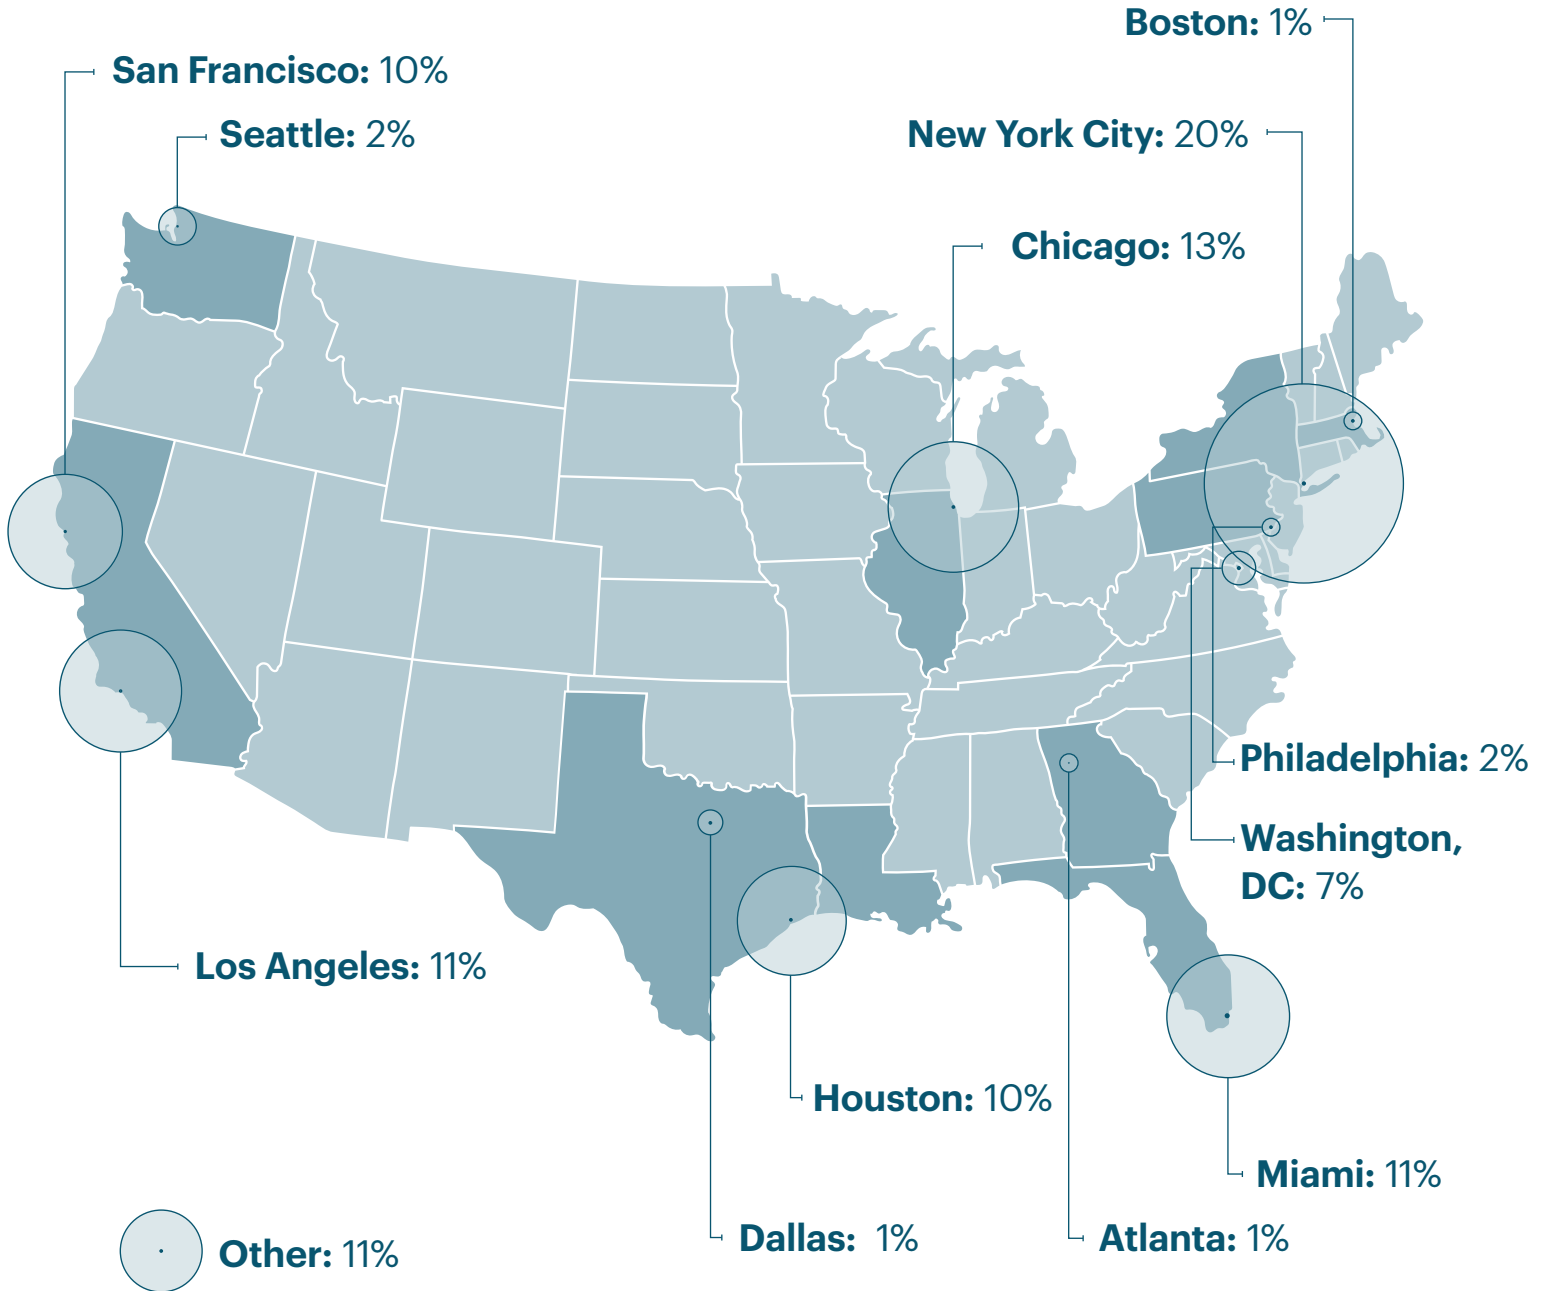 Boston: 1%
San Francisco: 10%
Seattle: 2%
New York City: 20%
Chicago: 13%
Philadelphia: 2%
Washington,
DC: 7%
Los Angeles: 11%
Houston: 10%
Miami: 11%
Dallas: 1%
Atlanta: 1%
Other: 11%